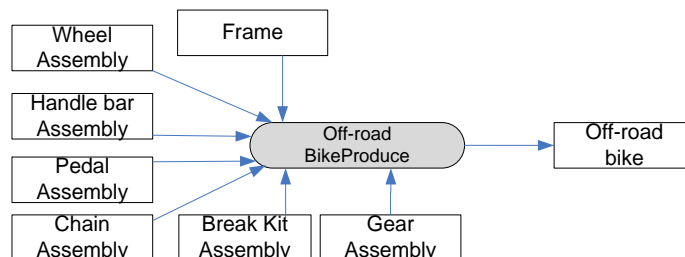 Wheel
Assembly
Frame
Handle bar
Assembly
Off-road
BikeProduce
Off-road
bike
Pedal
Assembly
Chain
Assembly
Break Kit
Assembly
Gear
Assembly